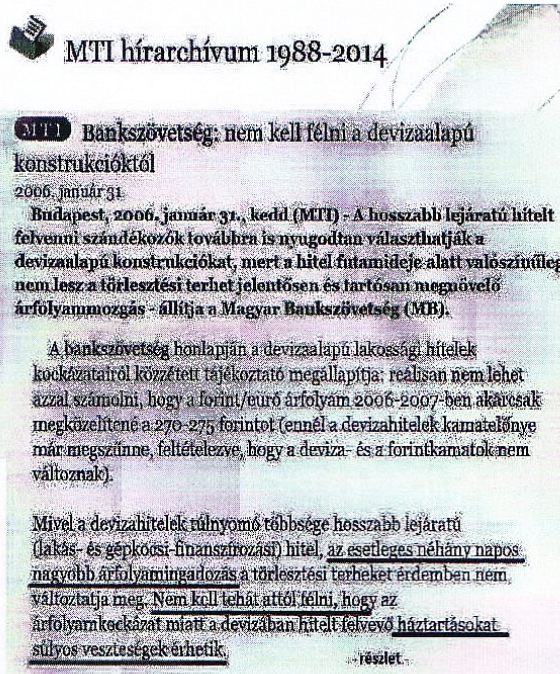 MTI hírarchívum 1988-2014
MTI Bankszövetség: nem kell félni a devizaalapú
konstrukcióktól
2006. január 31
Budapest, 2006. január 31., kedd (MTI) - A hosszabb lejáratú hitelt
felvenni szándékozók továbbra is nyugodtan választhatják a
devizaalapú konstrukciókat, mert a hitel futamideje alatt valószínűleg
nem lesz a törlesztési terhet jelentősen és tartósan megnövelő
árfolyammozgás - állítja a Magyar Bankszövetség (MB).
A bankszövetség honlapján a devizaalapú lakossági hitelek
kockázatairól közzétett tájékoztató megállapítja: reálisan nem lehet
azzal számolni, hogy a forint/euró árfolyam 2006-2007-ben akárcsak
megközelítené a 270-275 forintot (ennél a devizahitelek kamatelőnye
már megszűnne, feltételezve, hogy a deviza- és a forintkamatok nem
változnak).
Mivel a devizahitelek túlnyomó többsége hosszabb lejáratú
(lakás- és gépkocsi-finanszírozási) hitel, az esetleges néhány napos
nagyobb árfolyamingadozás a törlesztési terheket érdemben nem
változtatja meg. Nem kell tehát attól félni, hogy az
árfolyamkockázat miatt a devizában hitelt felvevő háztartásokat
súlyos veszteségek érhetik.
- részlet -